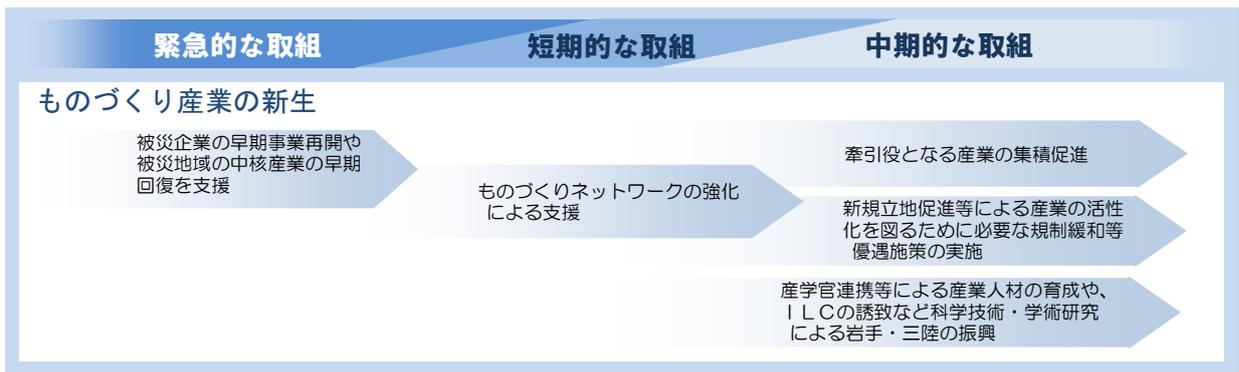 緊急的な取組
短期的な取組
中期的な取組
ものづくり産業の新生
被災企業の早期事業再開や
被災地域の中核産業の早期
回復を支援
ものづくりネットワークの強化
による支援
牽引役となる産業の集積促進
新規立地促進等による産業の活性
化を図るために必要な規制緩和等
優遇施策の実施
産学官連携等による産業人材の育成や、
ＩＬＣの誘致など科学技術・学術研究
による岩手・三陸の振興